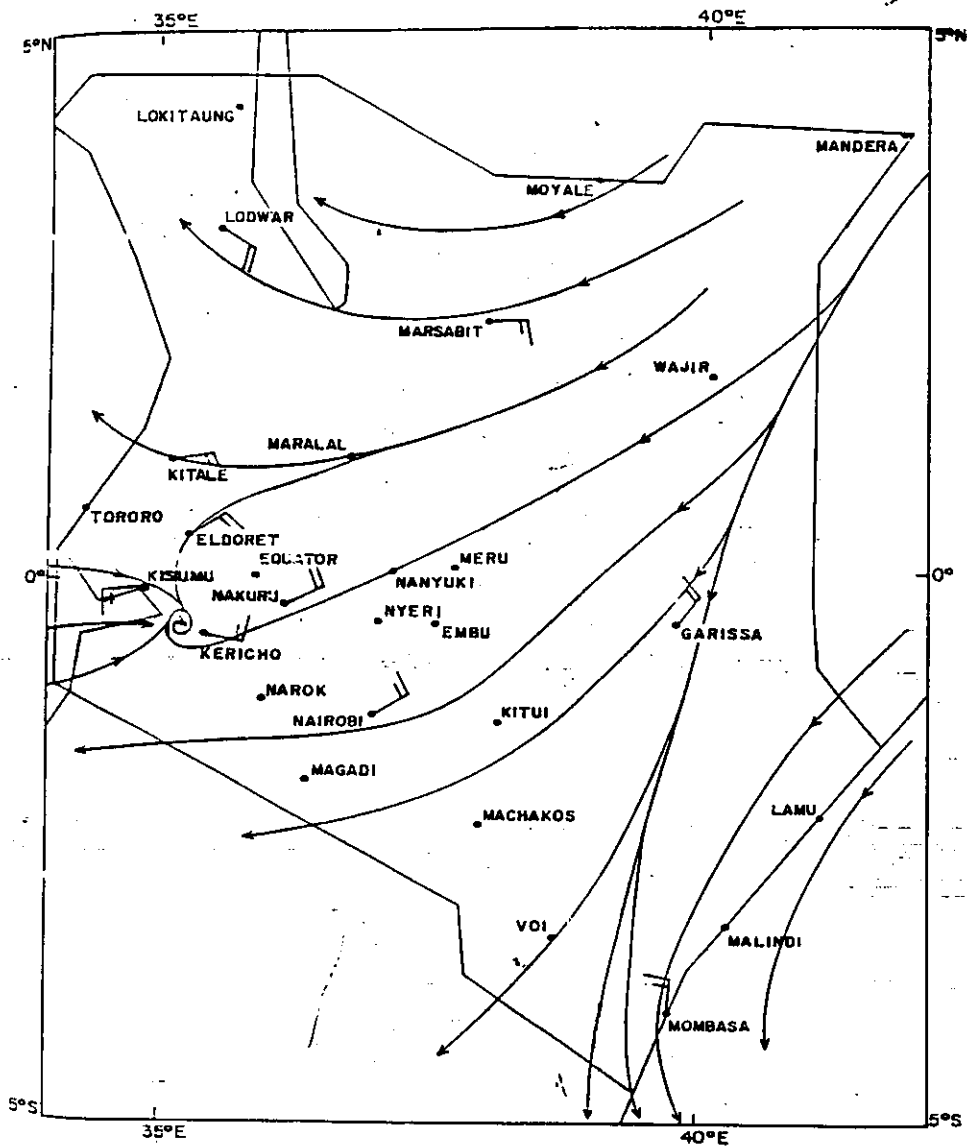 35°E 40°E
5°N 5°N
LOKITAUNG
MANDERA
MOYALE
LODWAR
MARSABIT
WAJIR
MARALAL
KITALE
TORORO
ELDORET
EQUATOR
MERU
0° KISUMU 0°
NAKURU NANYUKI
NYERI
EMBU GARISSA
KERICHO
NAROK
NAIROBI KITUI
MAGADI
MACHAKOS LAMU
VOI
MALINDI
MOMBASA
5°S 5°S
35°E 40°E